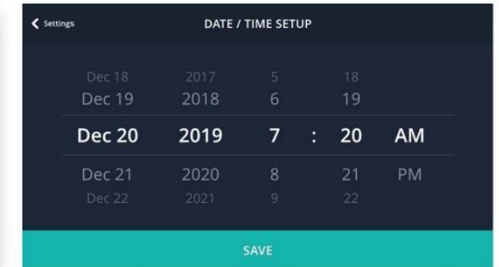 Settings
DATE / TIME SETUP
Dec 18 2017 5 18
Dec 19 2018 6 19
Dec 20 2019 7 : 20 AM
Dec 21 2020 8 21 PM
Dec 22 2021 9 22
SAVE